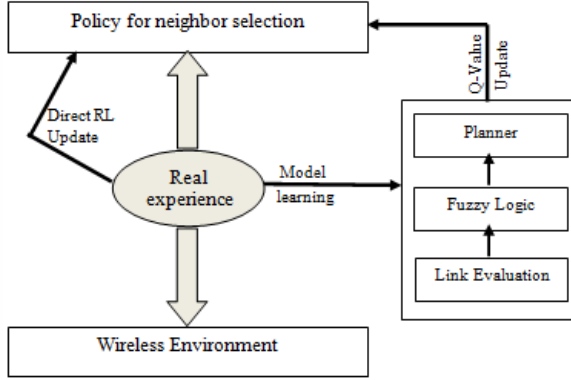 Policy for neighbor selection
Q-Value
Update
Direct RL
Update
Planner
Real
experience
Model
learning
Fuzzy Logic
Link Evaluation
Wireless Environment